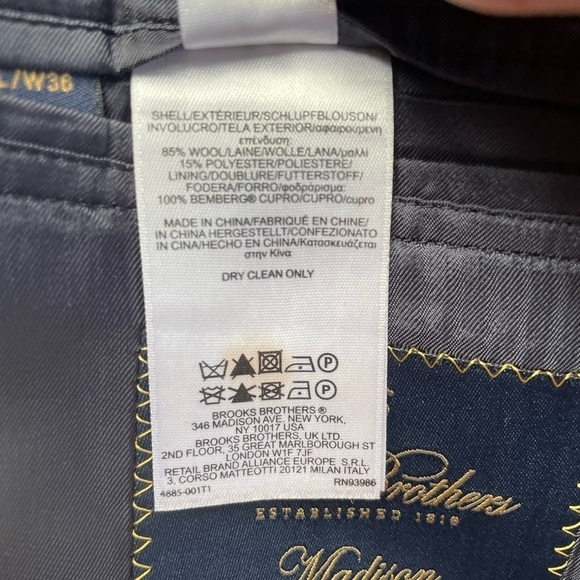 L/W36
SHELL/EXTÉRIEUR/SCHLUPFBLOUSON/
INVOLUCRO/TELA EXTERIOR/αφαιρούμενη
επένδυση:
85% WOOL/LAINE/WOLLE/LANA/μαλλί
15% POLYESTER/POLIESTERE/
LINING/DOUBLURE/FUTTERSTOFF/
FODERA/FORRO/φοδράρισμα:
100% BEMBERG® CUPRO/CUPRO/cupro
MADE IN CHINA/FABRIQUÉ EN CHINE/
IN CHINA HERGESTELLT/CONFEZIONATO
IN CINA/HECHO EN CHINA/Κατασκευάζεται
στην Κίνα
DRY CLEAN ONLY
P
P
BROOKS BROTHERS ®
346 MADISON AVE, NEW YORK,
NY 10017 USA
BROOKS BROTHERS, UK LTD.
2ND FLOOR, 35 GREAT MARLBOROUGH ST
LONDON W1F 7JF
RETAIL BRAND ALLIANCE EUROPE S.R.L.
3. CORSO MATTEOTTI 20121 MILAN ITALY
4885-001T1 RN93986
Brothers
ESTABLISHED 1818
Madison